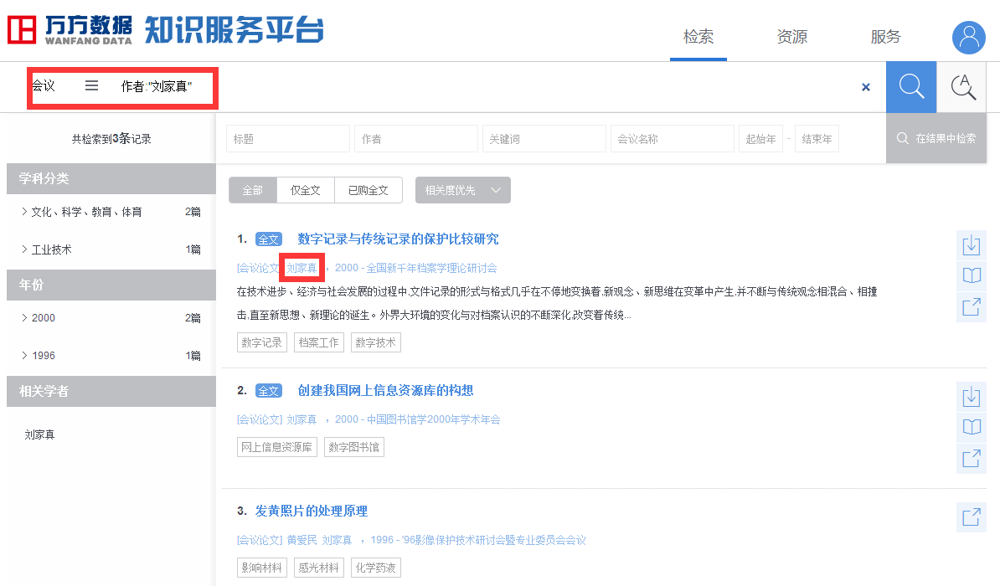 万方数据
WANFANG DATA
知识服务平台
检索
资源
服务
会议
作者:"刘家真"
共检索到3条记录
标题
作者
关键词
会议名称
起始年
-
结束年
在结果中检索
学科分类
文化、科学、教育、体育 2篇
工业技术 1篇
年份
2000 2篇
1996 1篇
相关学者
刘家真
全部
仅全文
已购全文
相关度优先
1. 全文 数字记录与传统记录的保护比较研究
[会议论文] 刘家真 ，2000 - 全国新千年档案学理论研讨会
在技术进步、经济与社会发展的过程中,文件记录的形式与格式几乎在不停地变换着,新观念、新思维在变革中产生,并不断与传统观念相混合、相撞
击,直至新思想、新理论的诞生。外界大环境的变化与对档案认识的不断深化,改变着传统...
数字记录 档案工作 数字技术
2. 全文 创建我国网上信息资源库的构想
[会议论文] 刘家真 ，2000 - 中国图书馆学2000年学术年会
网上信息资源库 数字图书馆
3. 发黄照片的处理原理
[会议论文] 黄爱民 刘家真 ，1996 - '96影像保护技术研讨会暨专业委员会会议
影响材料 感光材料 化学药液